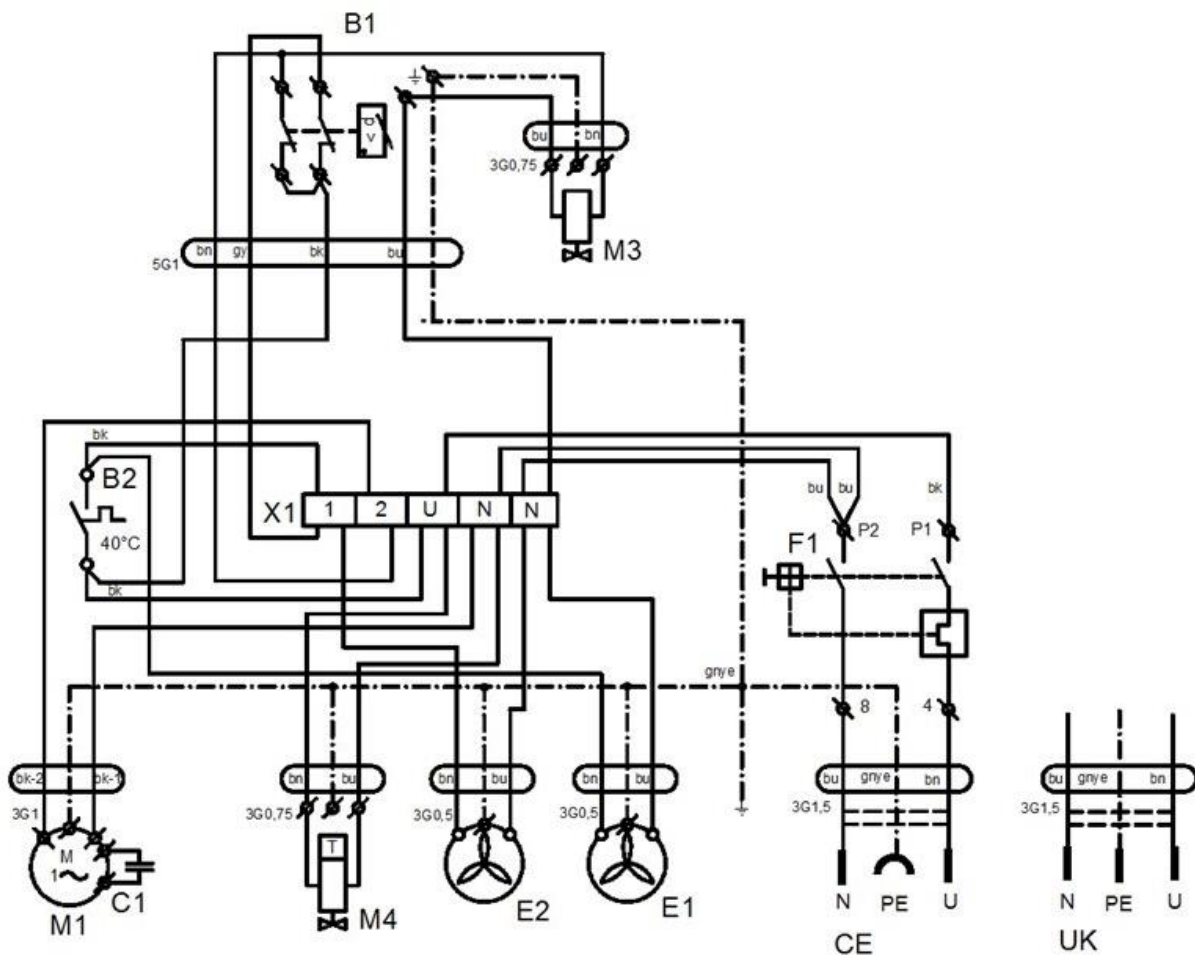 B1
bu bn
3G0,75
M3
bn gy bk bu
5G1
bk
B2
40°C
bk
X1 1 2 U N N
bu bu bk
P2 P1
F1
gnye
8 4
bk-2 bk-1
3G1
M
1
M1
C1
bn bu
3G0,75
T
M4
bn bu
3G0,5
E2
bn bu
3G0,5
E1
bu gnye bn
3G1,5
N PE U
CE
bu gnye bn
3G1,5
N PE U
UK